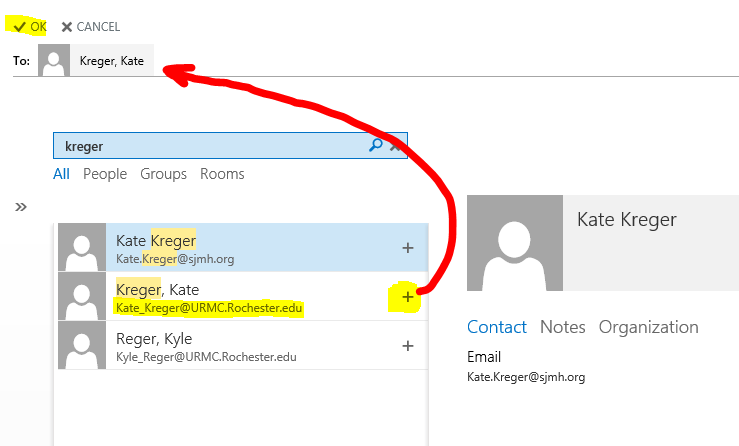 OK CANCEL
To: Kreger, Kate
kreger
All People Groups Rooms
Kate Kreger
Kate.Kreger@sjmh.org
Kreger, Kate
Kate_Kreger@URMC.Rochester.edu
Reger, Kyle
Kyle_Reger@URMC.Rochester.edu
Kate Kreger
Contact Notes Organization
Email
Kate.Kreger@sjmh.org